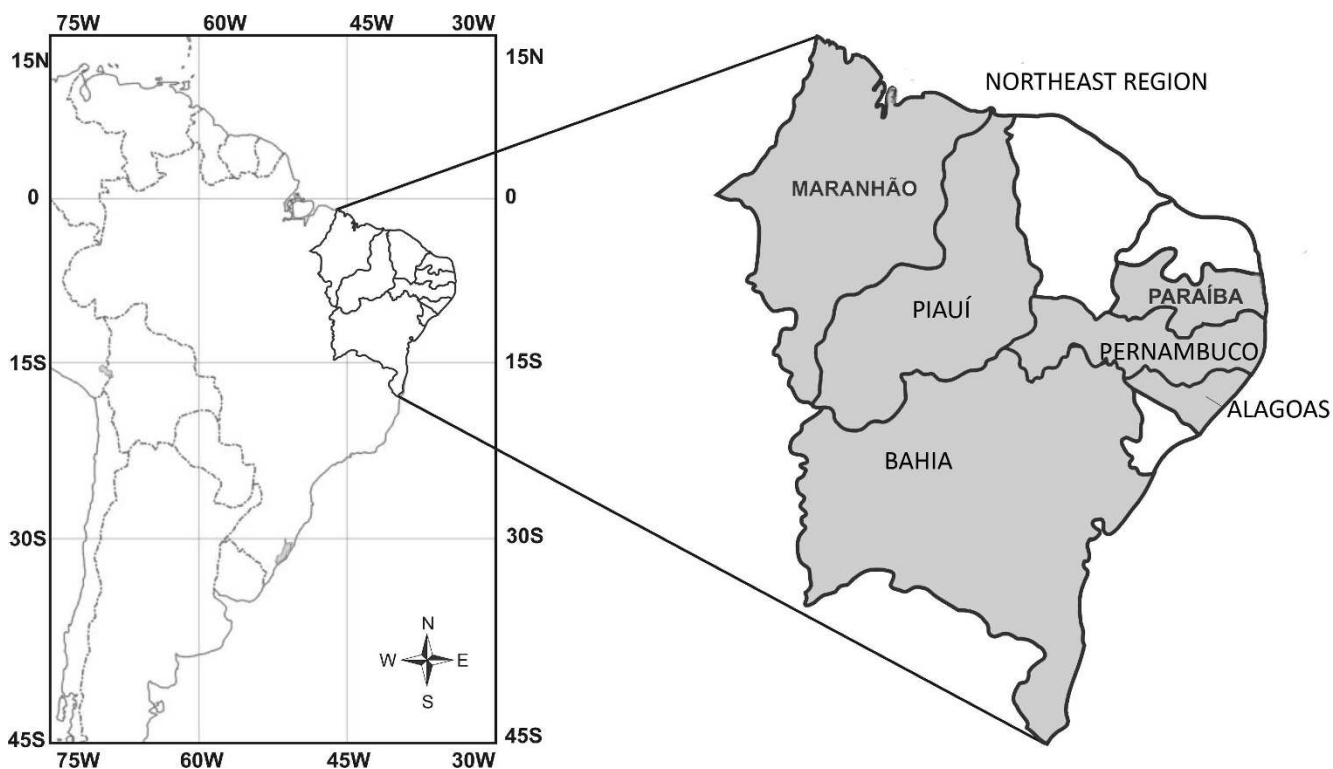 75W 60W 45W 30W
15N 15N
NORTHEAST REGION
MARANHÃO
0 0
PARAÍBA
PIAUÍ
PERNAMBUCO
15S 15S
ALAGOAS
BAHIA
30S 30S
N
W E
S
45S 45S
75W 60W 45W 30W